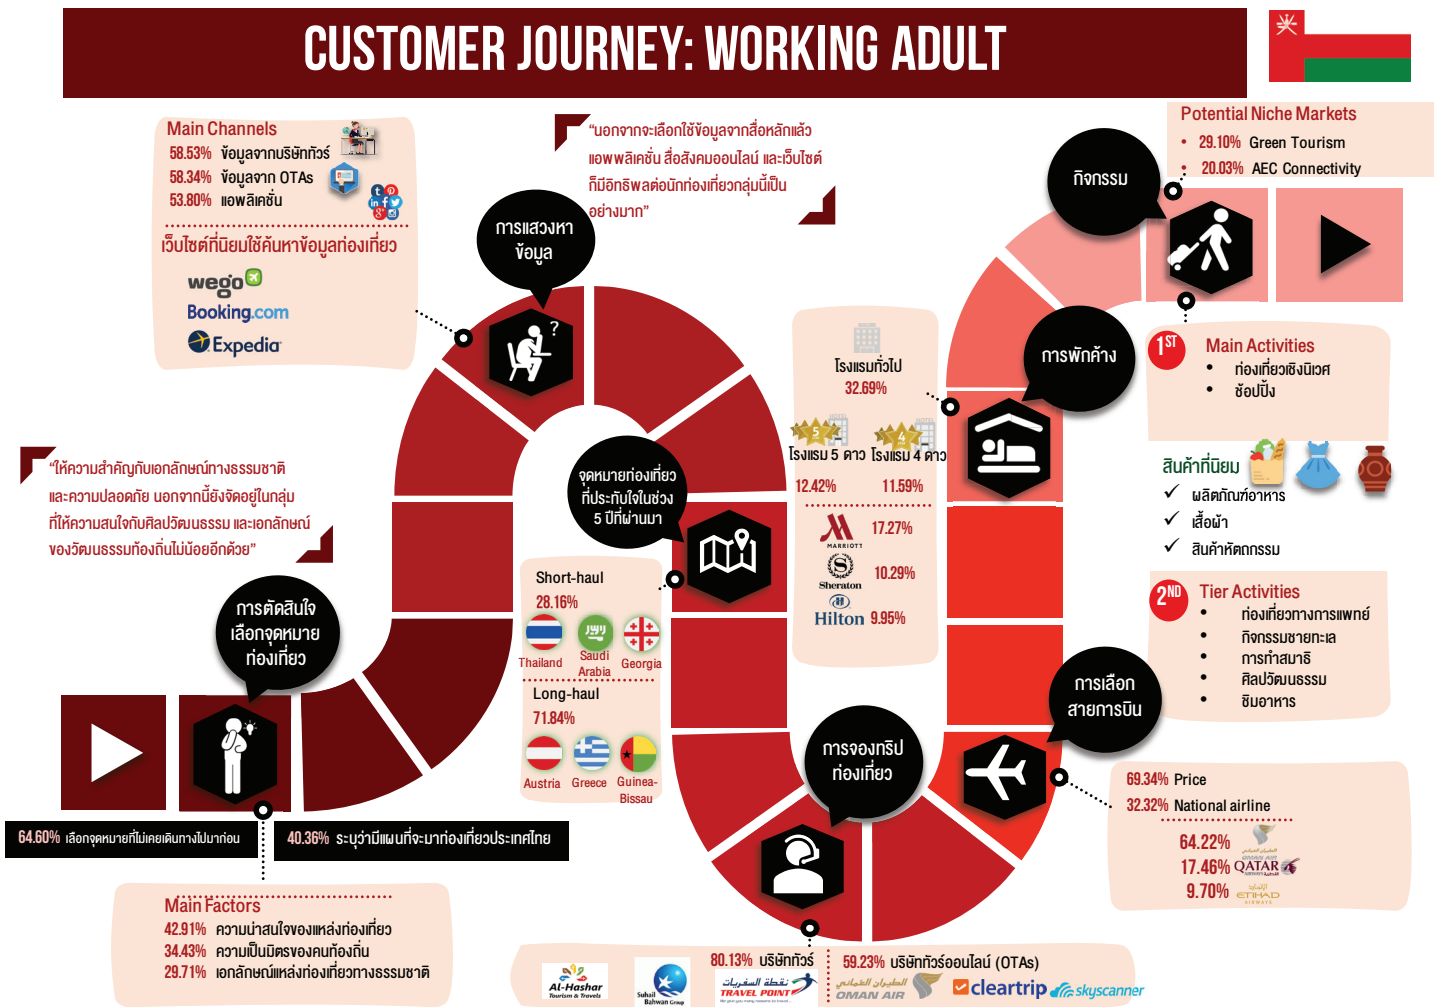 CUSTOMER JOURNEY: WORKING ADULT
Main Channels
58.53% ข้อมูลจากบริษัททัวร์
58.34% ข้อมูลจาก OTAs
53.80% แอพลิเคชั่น
เว็บไซต์ที่นิยมใช้ค้นหาข้อมูลท่องเที่ยว
wego
Booking.com
Expedia
"นอกจากจะเลือกใช้ข้อมูลจากสื่อหลักแล้ว
แอพพลิเคชั่น สื่อสังคมออนไลน์ และเว็บไซต์
ก็มีอิทธิพลต่อนักท่องเที่ยวกลุ่มนี้เป็น
อย่างมาก"
การแสวงหา
ข้อมูล
?
"ให้ความสำคัญกับเอกลักษณ์ทางธรรมชาติ
และความปลอดภัย นอกจากนี้ยังจัดอยู่ในกลุ่ม
ที่ให้ความสนใจกับศิลปวัฒนธรรม และเอกลักษณ์
ของวัฒนธรรมท้องถิ่นไม่น้อยอีกด้วย"
การตัดสินใจ
เลือกจุดหมาย
ท่องเที่ยว
64.60% เลือกจุดหมายที่ไม่เคยเดินทางไปมาก่อน
40.36% ระบุว่ามีแผนที่จะมาท่องเที่ยวประเทศไทย
Main Factors
42.91% ความน่าสนใจของแหล่งท่องเที่ยว
34.43% ความเป็นมิตรของคนท้องถิ่น
29.71% เอกลักษณ์แหล่งท่องเที่ยวทางธรรมชาติ
จุดหมายท่องเที่ยว
ที่ประทับใจในช่วง
5 ปีที่ผ่านมา
Short-haul
28.16%
Thailand
Saudi
Arabia
Georgia
Long-haul
71.84%
Austria
Greece
Guinea-
Bissau
การจองทริป
ท่องเที่ยว
80.13% บริษัททัวร์
Al-Hashar
Tourism & Travels
Suhail
Bahwan Group
نقطة السفريات
TRAVEL POINT
59.23% บริษัททัวร์ออนไลน์ (OTAs)
الطيران العماني
OMAN AIR
cleartrip
skyscanner
การเลือก
สายการบิน
69.34% Price
32.32% National airline
64.22%
OMAN AIR
17.46% QATAR
AIRWAYS القطرية
9.70%
الإتحاد
ETIHAD
AIRWAYS
การพักค้าง
โรงแรมทั่วไป
32.69%
5
4
โรงแรม 5 ดาว โรงแรม 4 ดาว
12.42% 11.59%
MARRIOTT
17.27%
Sheraton
10.29%
Hilton 9.95%
กิจกรรม
Potential Niche Markets
• 29.10% Green Tourism
• 20.03% AEC Connectivity
1ST
Main Activities
• ท่องเที่ยวเชิงนิเวศ
• ช้อปปิ้ง
สินค้าที่นิยม
✓ ผลิตภัณฑ์อาหาร
✓ เสื้อผ้า
✓ สินค้าหัตถกรรม
2ND
Tier Activities
• ท่องเที่ยวทางการแพทย์
• กิจกรรมชายทะเล
• การทำสมาธิ
• ศิลปวัฒนธรรม
• ชิมอาหาร